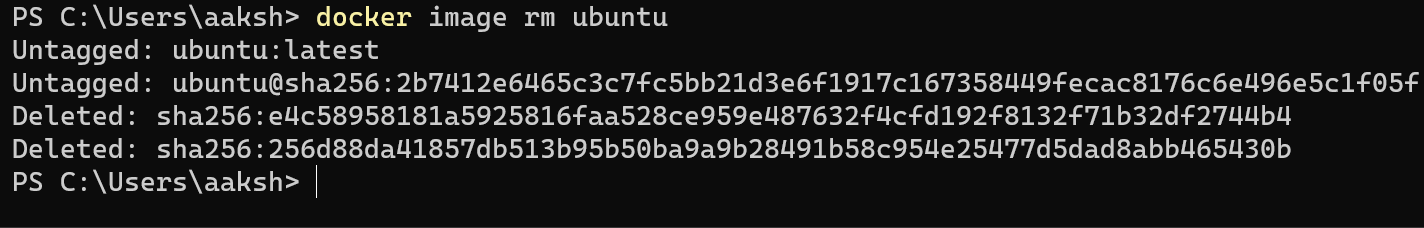 PS C:\Users\aaksh> docker image rm ubuntu
Untagged: ubuntu:latest
Untagged: ubuntu@sha256:2b7412e6465c3c7fc5bb21d3e6f1917c167358449fecac8176c6e496e5c1f05f
Deleted: sha256:e4c58958181a5925816faa528ce959e487632f4cfd192f8132f71b32df2744b4
Deleted: sha256:256d88da41857db513b95b50ba9a9b28491b58c954e25477d5dad8abb465430b
PS C:\Users\aaksh>